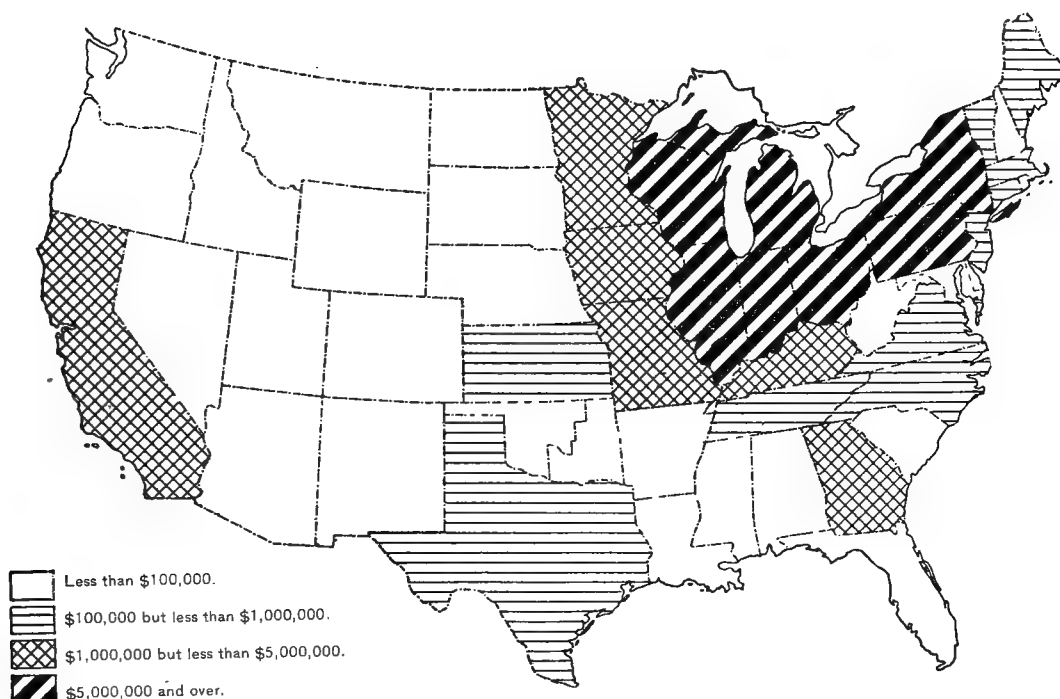 Less than $100,000.
$100,000 but less than $1,000,000.
$1,000,000 but less than $5,000,000.
$5,000,000 and over.